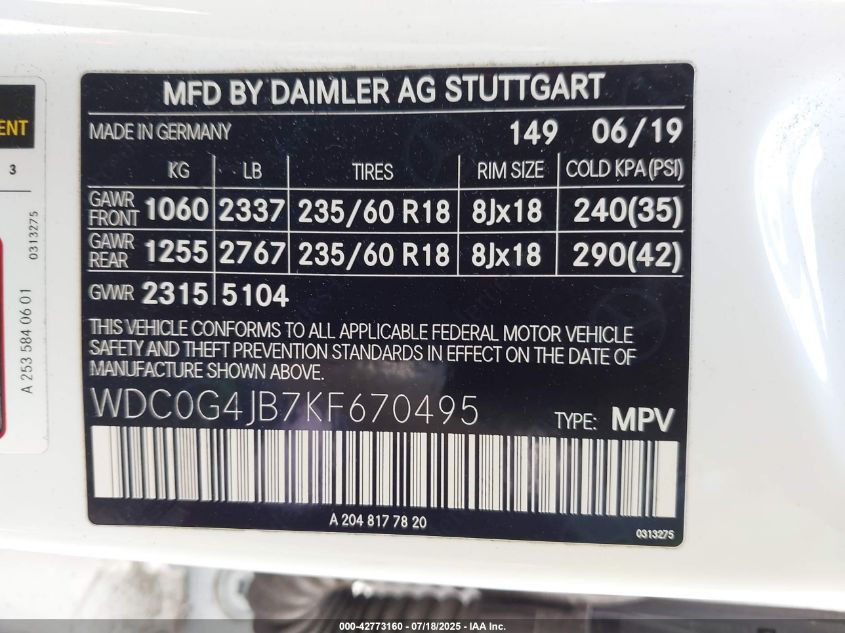 MFD BY DAIMLER AG STUTTGART
MADE IN GERMANY 149 06/19
KG LB TIRES RIM SIZE COLD KPA(PSI)
GAWR FRONT 1060 2337 235/60 R18 8Jx18 240(35)
GAWR REAR 1255 2767 235/60 R18 8Jx18 290(42)
GVWR 2315 5104
THIS VEHICLE CONFORMS TO ALL APPLICABLE FEDERAL MOTOR VEHICLE
SAFETY AND THEFT PREVENTION STANDARDS IN EFFECT ON THE DATE OF
MANUFACTURE SHOWN ABOVE.
WDC0G4JB7KF670495 TYPE: MPV
A 204 817 78 20
0313275
ENT
3
0313275
A 253 584 06 01
000-42773160 - 07/18/2025 - IAA Inc.